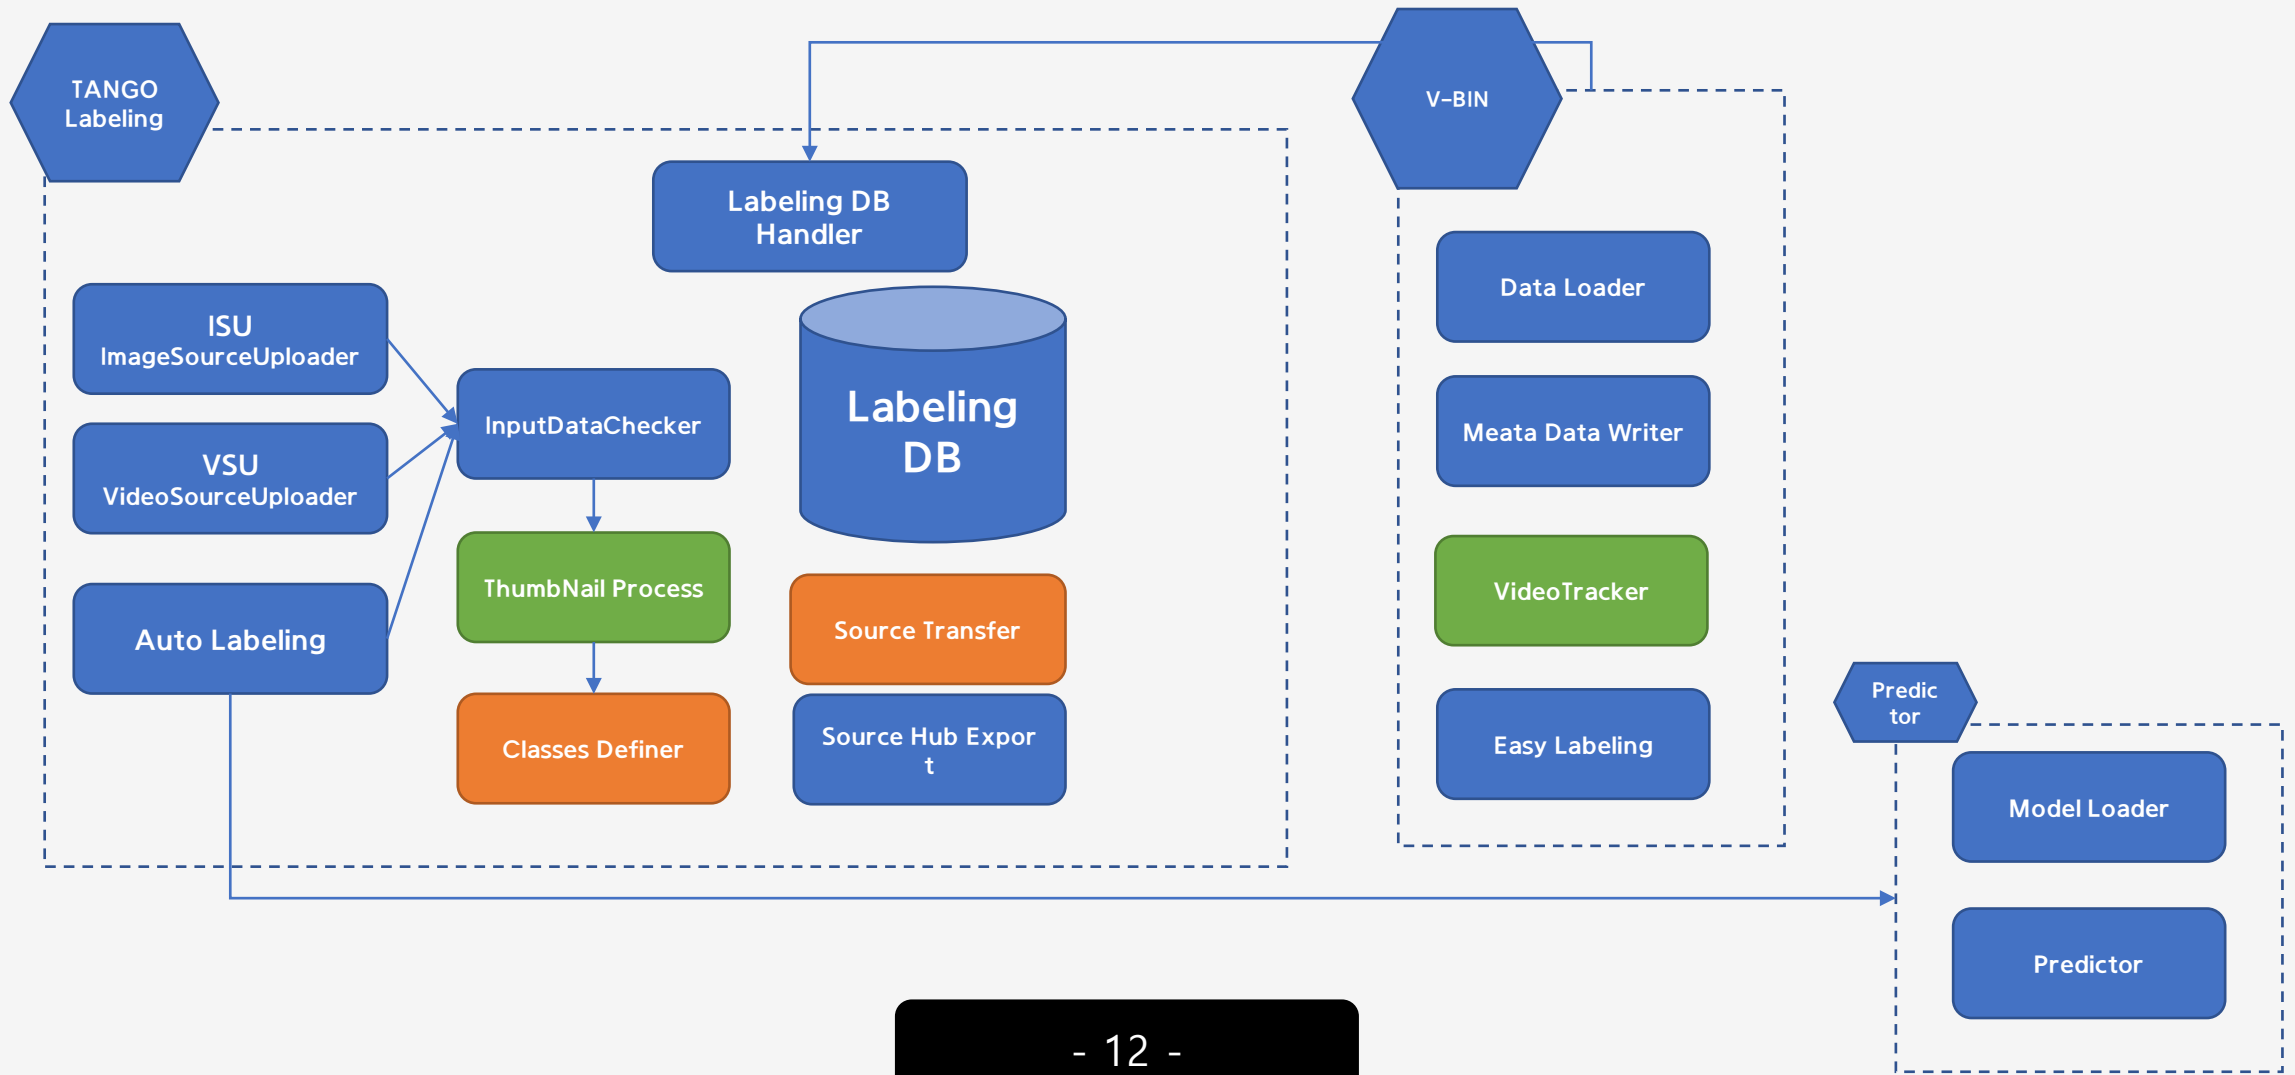 TANGO
Labeling
V-BIN
Labeling DB
Handler
ISU
ImageSourceUploader
VSU
VideoSourceUploader
Auto Labeling
InputDataChecker
ThumbNail Process
Classes Definer
Labeling
DB
Source Transfer
Source Hub Expor
t
Data Loader
Meata Data Writer
VideoTracker
Easy Labeling
Predic
tor
Model Loader
Predictor
- 12 -